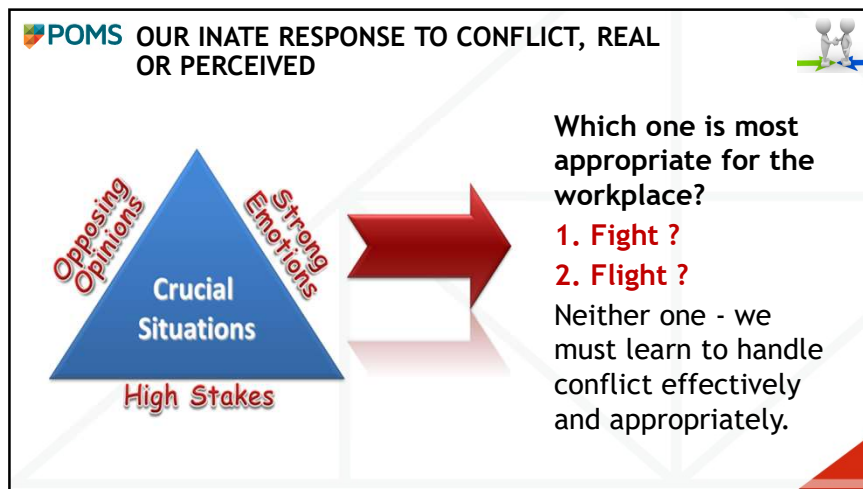 POMS OUR INATE RESPONSE TO CONFLICT, REAL
OR PERCEIVED
Opposing
Opinions
Strong
Emotions
Crucial
Situations
High Stakes
Which one is most
appropriate for the
workplace?
1. Fight ?
2. Flight ?
Neither one - we
must learn to handle
conflict effectively
and appropriately.